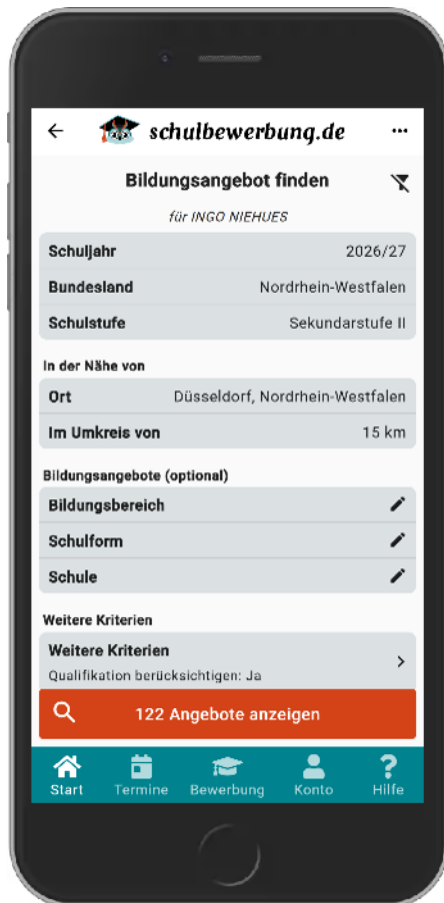 schulbewerbung.de
Bildungsangebot finden
für INGO NIEHUES
Schuljahr 2026/27
Bundesland Nordrhein-Westfalen
Schulstufe Sekundarstufe II
In der Nähe von
Ort Düsseldorf, Nordrhein-Westfalen
Im Umkreis von 15 km
Bildungsangebote (optional)
Bildungsbereich
Schulform
Schule
Weitere Kriterien
Weitere Kriterien
Qualifikation berücksichtigen: Ja
122 Angebote anzeigen
Start Termine Bewerbung Konto Hilfe